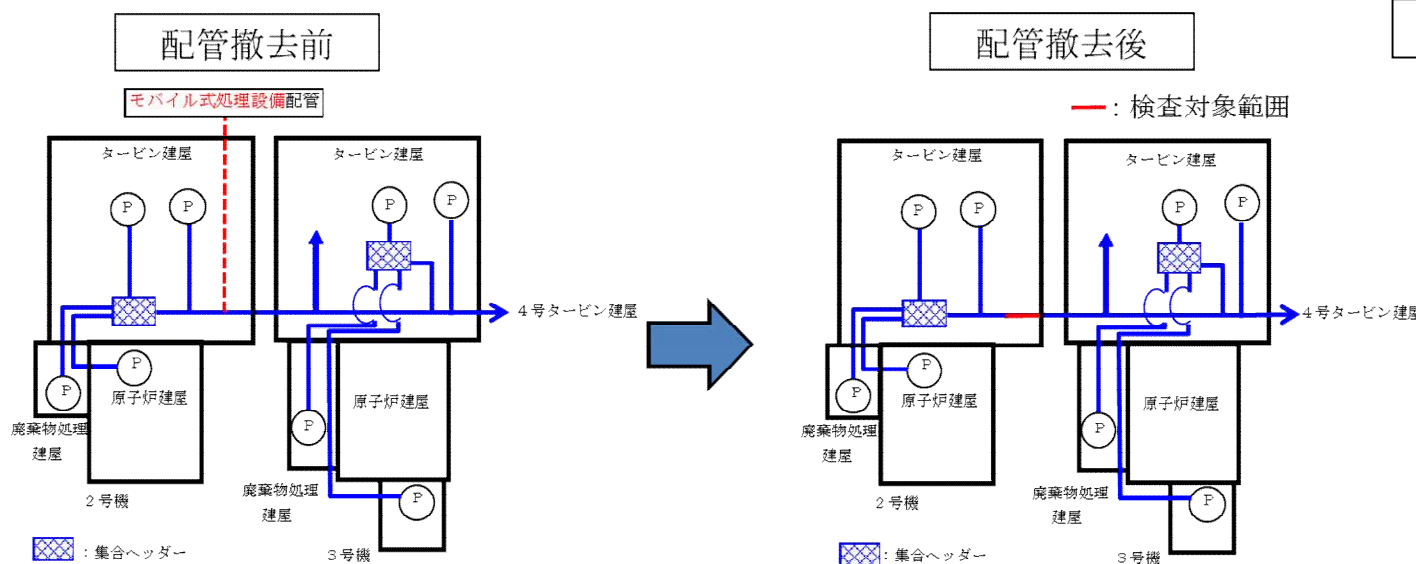 配管撤去前
モバイル式処理設備配管
タービン建屋
タービン建屋
P
P
P
P
4号タービン建屋
P
原子炉建屋
P
廃棄物処理
建屋
2号機
原子炉建屋
P
廃棄物処理
建屋
P
3号機
：集合ヘッダー
配管撤去後
：検査対象範囲
タービン建屋
タービン建屋
P
P
P
P
4号タービン建屋
P
原子炉建屋
P
廃棄物処理
建屋
2号機
原子炉建屋
P
廃棄物処理
建屋
P
3号機
：集合ヘッダー